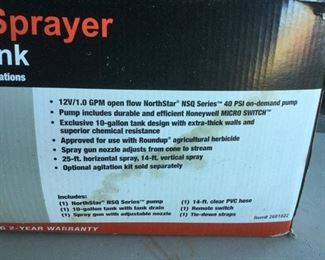 Sprayer
nk
ations
• 12V/1.0 GPM open flow NorthStar® NSQ Series™ 40 PSI on-demand pump
• Pump includes durable and efficient Honeywell MICRO SWITCH™
• Exclusive 10-gallon tank design with extra-thick walls and
superior chemical resistance
• Approved for use with Roundup® agricultural herbicide
• Spray gun nozzle adjusts from cone to stream
• 25-ft. horizontal spray, 14-ft. vertical spray
• Optional agitation kit sold separately
Includes:
(1) NorthStar® NSQ Series™ pump (1) 14-ft. clear PVC hose
(1) 10-gallon tank with tank drain (1) Remote switch
(1) Spray gun with adjustable nozzle (1) Tie-down straps
Item# 2681022
2-YEAR WARRANTY